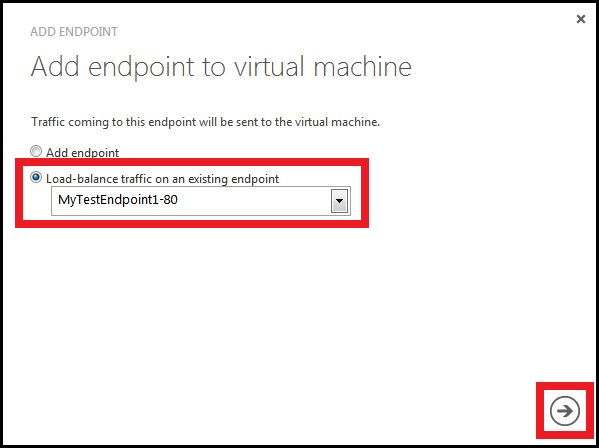 ADD ENDPOINT
Add endpoint to virtual machine
Traffic coming to this endpoint will be sent to the virtual machine.
Add endpoint
Load-balance traffic on an existing endpoint
MyTestEndpoint1-80